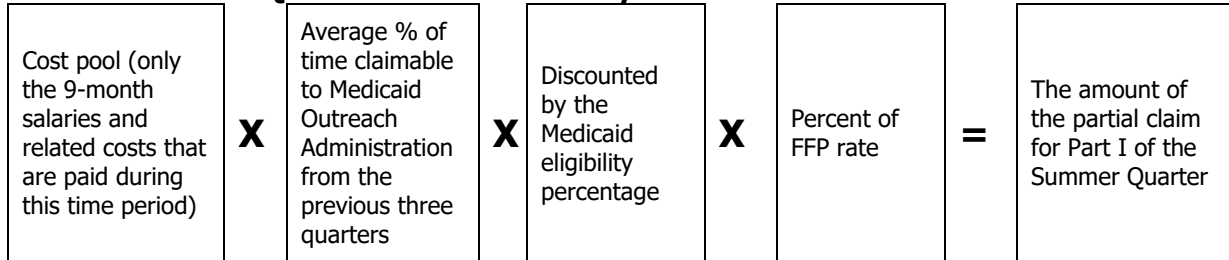 Cost pool (only
the 9-month
salaries and
related costs that
are paid during
this time period)
X
Average % of
time claimable
to Medicaid
Outreach
Administration
from the
previous three
quarters
X
Discounted
by the
Medicaid
eligibility
percentage
X
Percent of
FFP rate
=
The amount of
the partial claim
for Part I of the
Summer Quarter